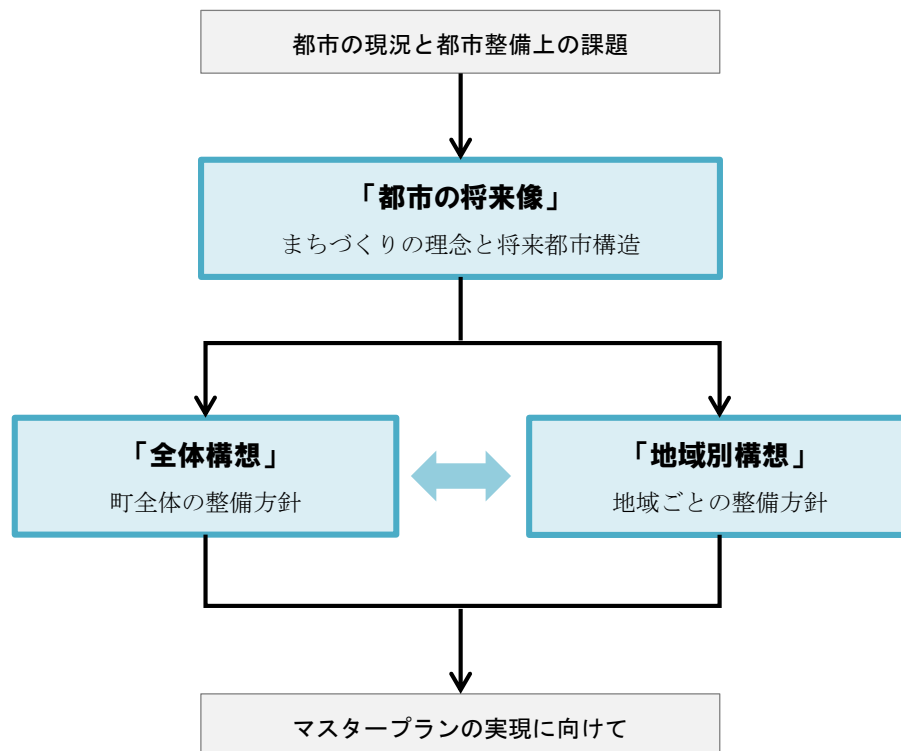 都市の現況と都市整備上の課題
「都市の将来像」
まちづくりの理念と将来都市構造
「全体構想」
町全体の整備方針
「地域別構想」
地域ごとの整備方針
マスタープランの実現に向けて